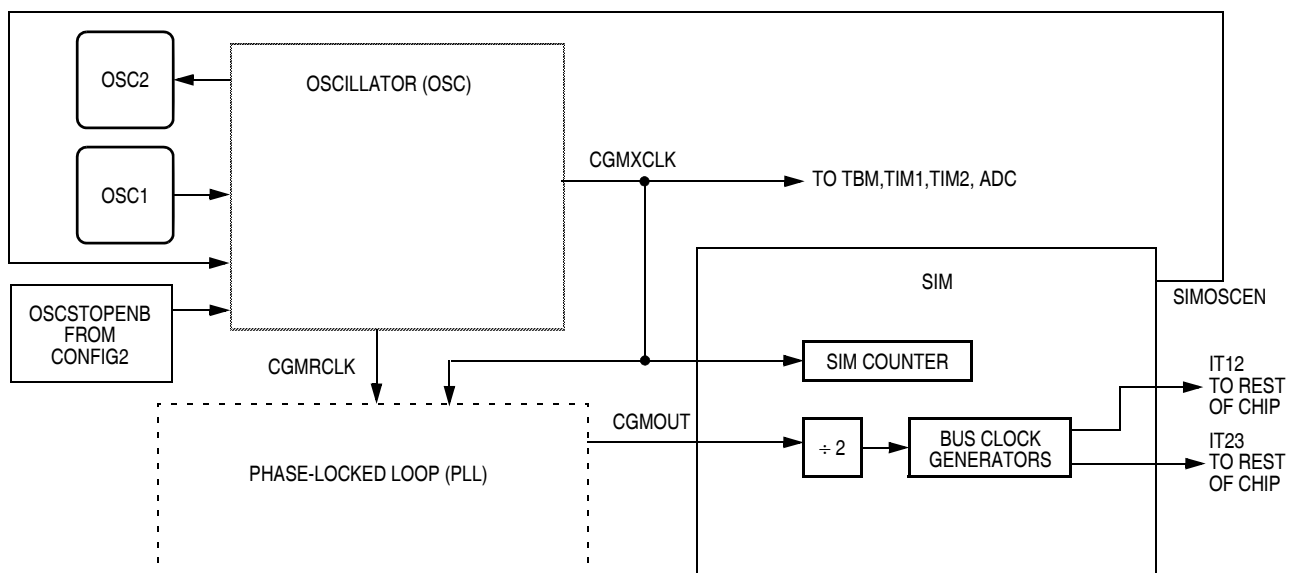 OSC2
OSCILLATOR (OSC)
CGMXCLK
TO TBM,TIM1,TIM2, ADC
OSC1
SIM
SIMOSCEN
OSCSTOPENB
FROM
CONFIG2
CGMRCLK
SIM COUNTER
IT12
TO REST
OF CHIP
CGMOUT
÷ 2
BUS CLOCK
GENERATORS
IT23
TO REST
OF CHIP
PHASE-LOCKED LOOP (PLL)